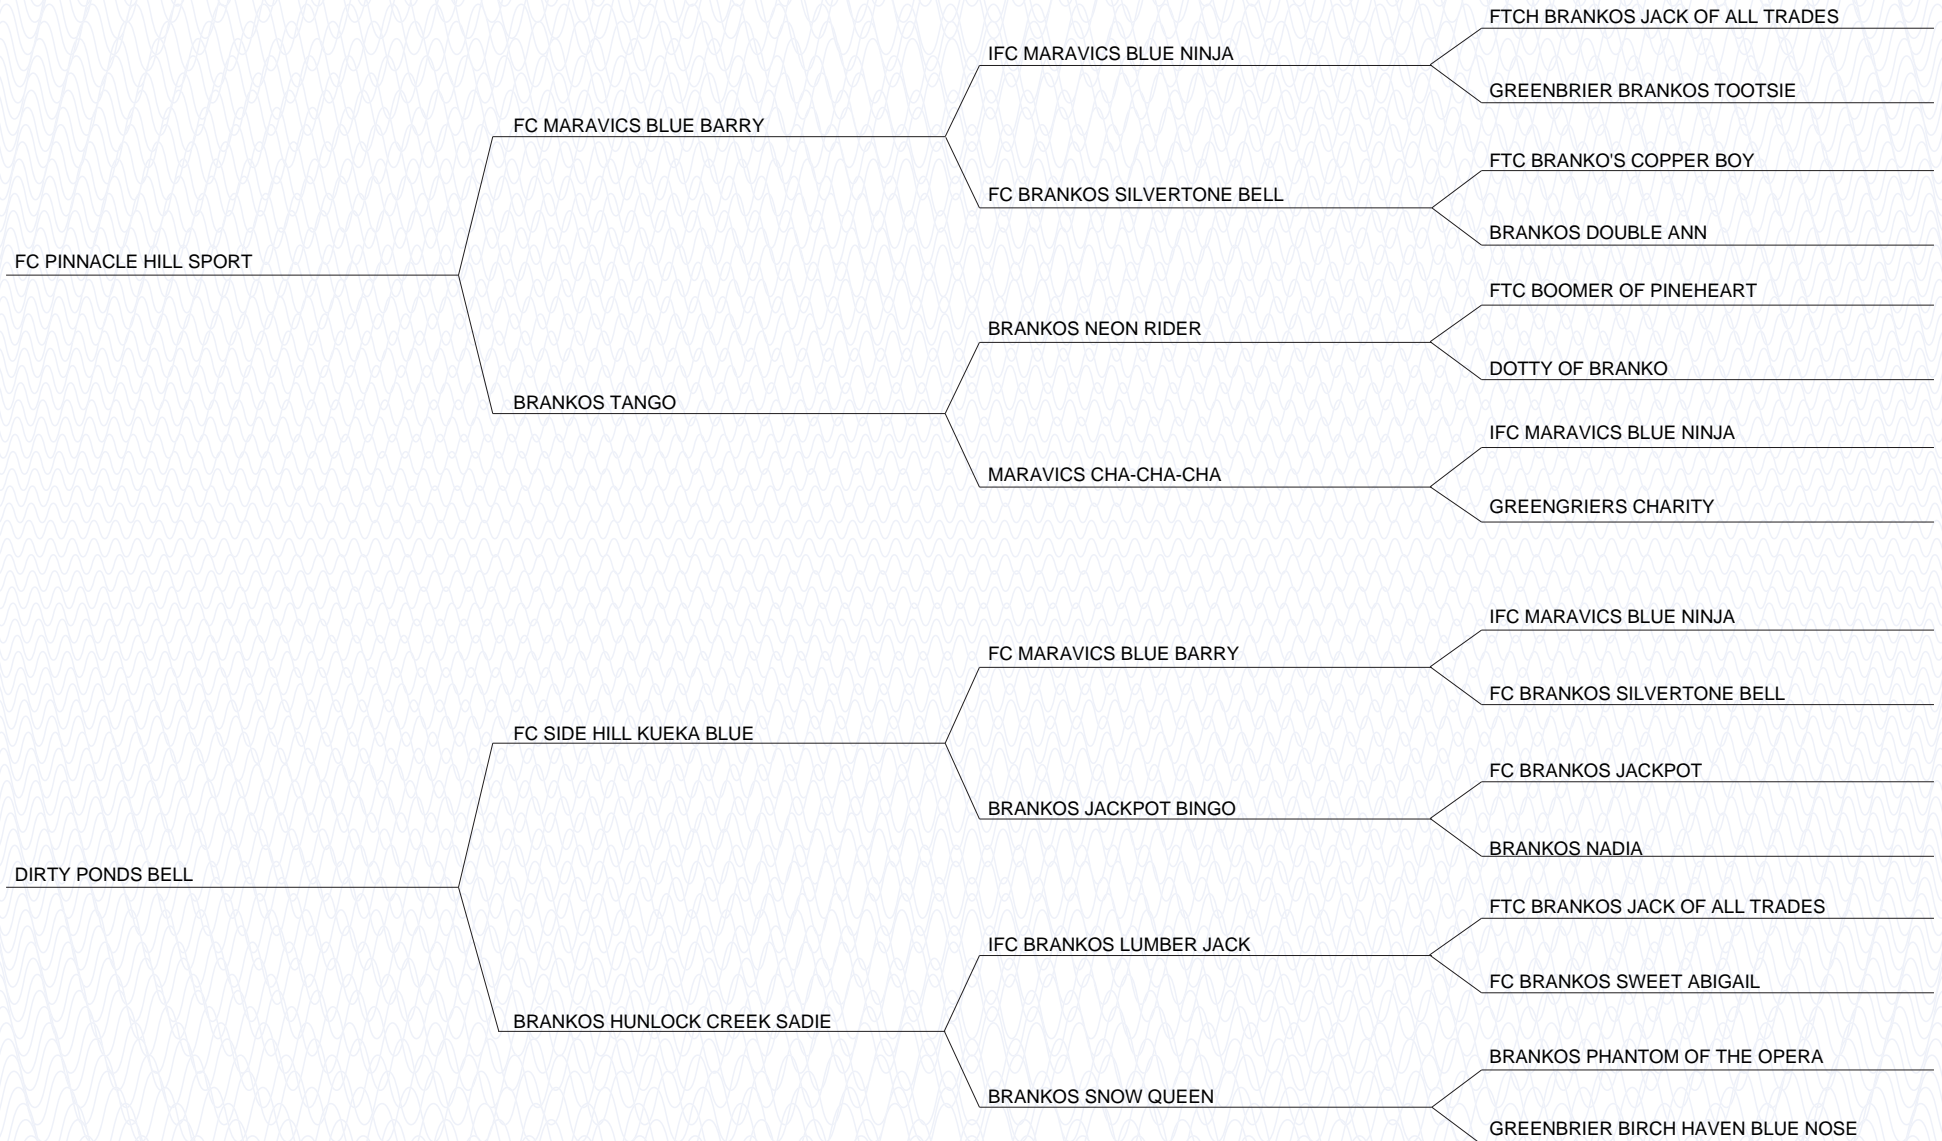 FTCH BRANKOS JACK OF ALL TRADES
IFC MARAVICS BLUE NINJA
GREENBRIER BRANKOS TOOTSIE
FC MARAVICS BLUE BARRY
FTC BRANKO'S COPPER BOY
FC BRANKOS SILVERTONE BELL
BRANKOS DOUBLE ANN
FC PINNACLE HILL SPORT
FTC BOOMER OF PINEHEART
BRANKOS NEON RIDER
DOTTY OF BRANKO
BRANKOS TANGO
IFC MARAVICS BLUE NINJA
MARAVICS CHA-CHA-CHA
GREENGRIERS CHARITY
IFC MARAVICS BLUE NINJA
FC MARAVICS BLUE BARRY
FC BRANKOS SILVERTONE BELL
FC SIDE HILL KUEKA BLUE
FC BRANKOS JACKPOT
BRANKOS JACKPOT BINGO
BRANKOS NADIA
DIRTY PONDS BELL
FTC BRANKOS JACK OF ALL TRADES
IFC BRANKOS LUMBER JACK
FC BRANKOS SWEET ABIGAIL
BRANKOS HUNLOCK CREEK SADIE
BRANKOS PHANTOM OF THE OPERA
BRANKOS SNOW QUEEN
GREENBRIER BIRCH HAVEN BLUE NOSE